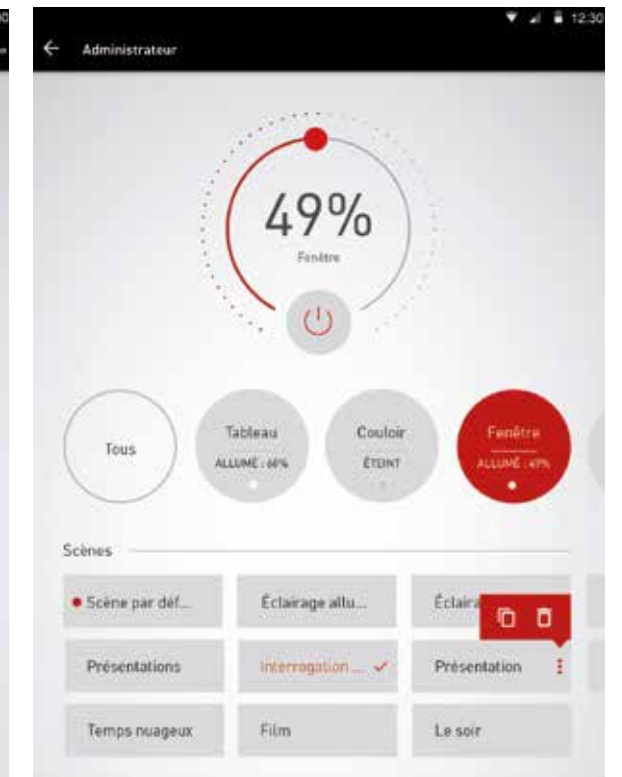 12:30
Administrateur
49%
Fenêtre
Tous
Tableau
ALLUMÉ : 60%
Couloir
ÉTEINT
Fenêtre
ALLUMÉ : 49%
Scènes
Scène par déf...
Éclairage allu...
Éclaira
Présentations
Interrogation ...
Présentation
Temps nuageux
Film
Le soir